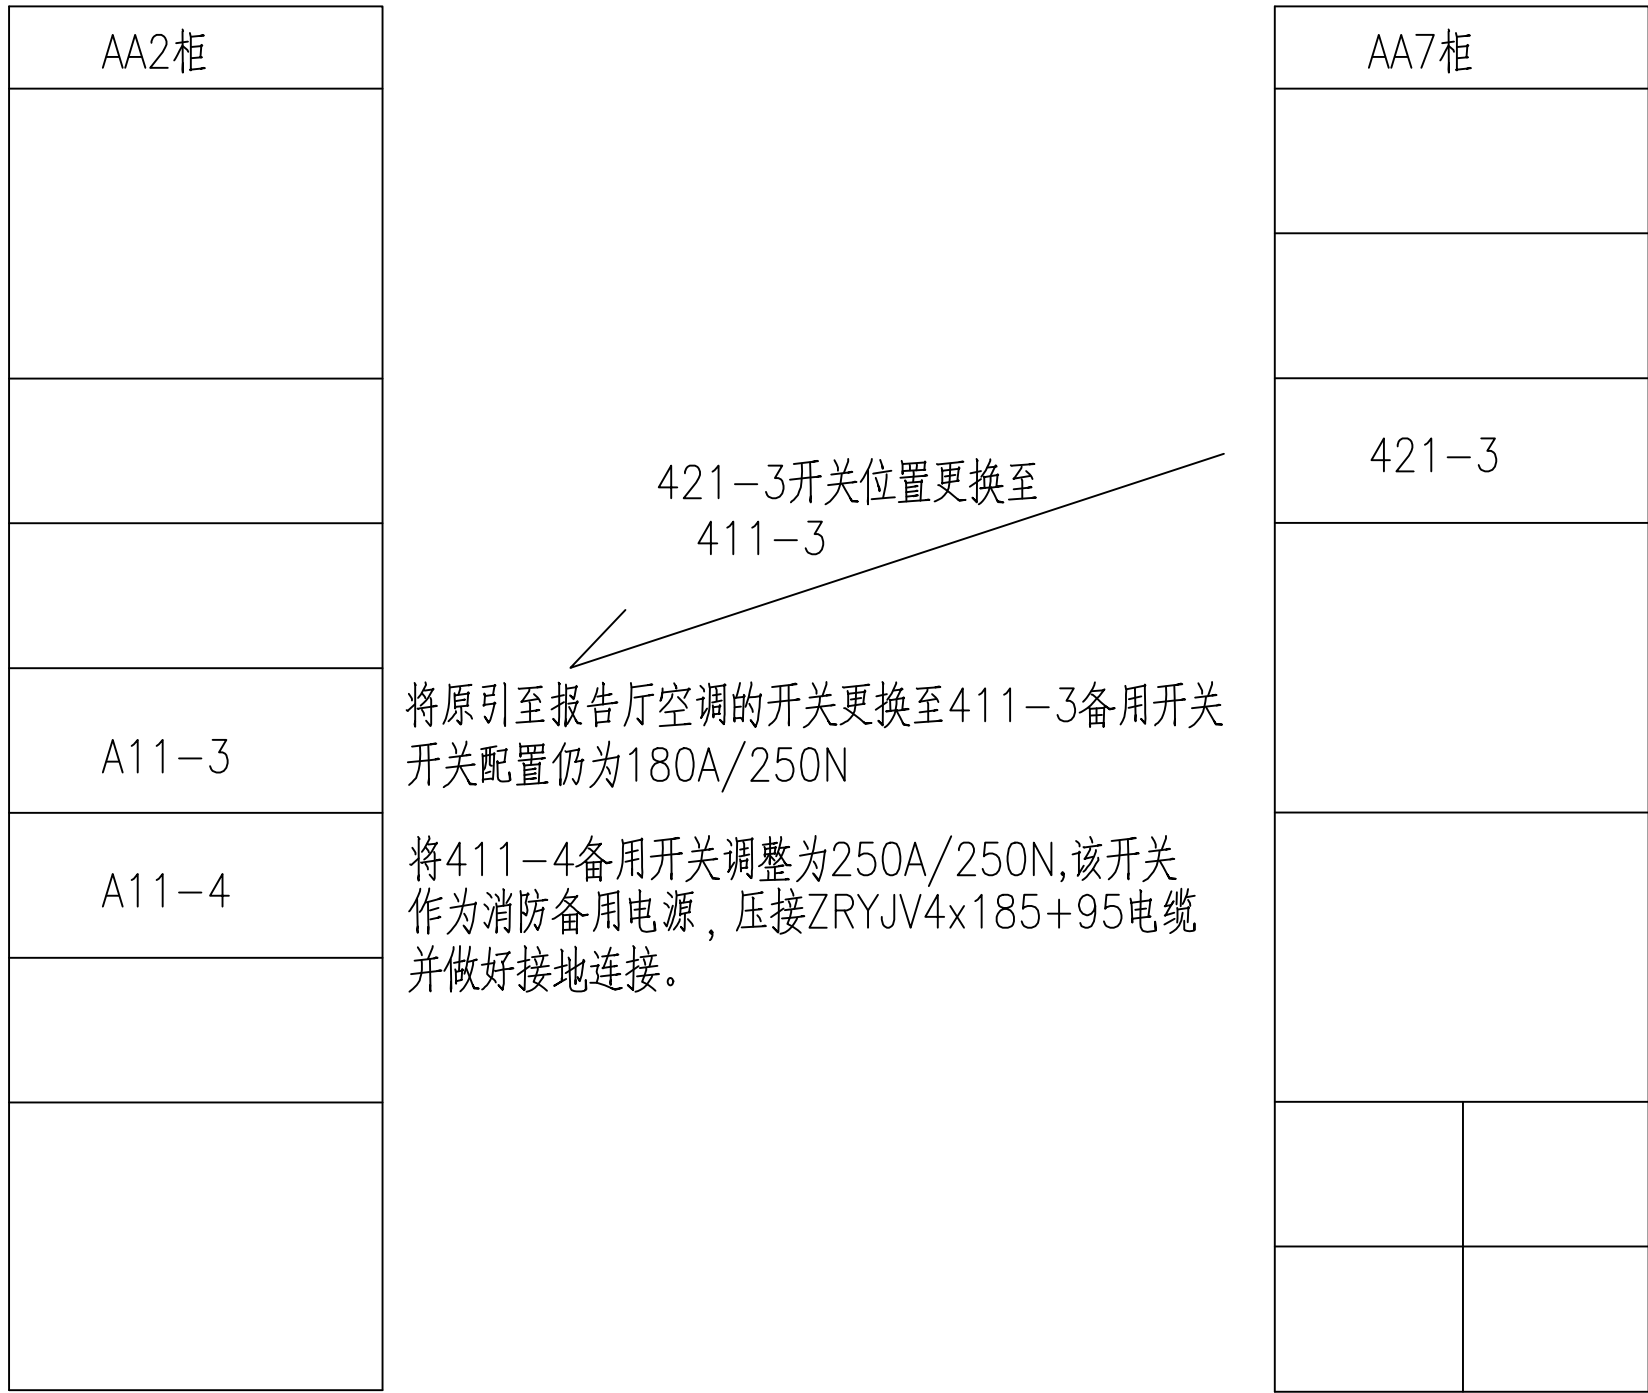 AA2柜
AA7柜
421-3
421-3开关位置更换至
411-3
将原引至报告厅空调的开关更换至411-3备用开关
开关配置仍为180A/250N
A11-3
将411-4备用开关调整为250A/250N,该开关
作为消防备用电源，压接ZRYJV4x185+95电缆
并做好接地连接。
A11-4